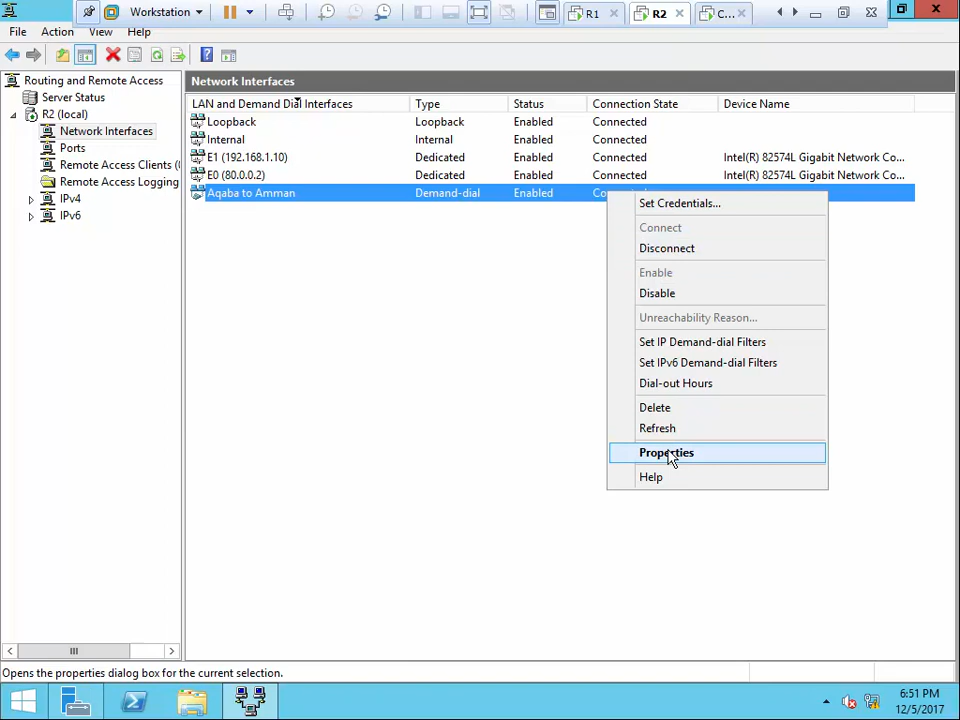 Workstation
R1
R2
C...
File Action View Help
Routing and Remote Access
Server Status
R2 (local)
Network Interfaces
Ports
Remote Access Clients (
Remote Access Logging
IPv4
IPv6
Network Interfaces
LAN and Demand Dial Interfaces Type Status Connection State Device Name
Loopback Loopback Enabled Connected
Internal Internal Enabled Connected
E1 (192.168.1.10) Dedicated Enabled Connected Intel(R) 82574L Gigabit Network Co...
E0 (80.0.0.2) Dedicated Enabled Connected Intel(R) 82574L Gigabit Network Co...
Aqaba to Amman Demand-dial Enabled
Set Credentials...
Connect
Disconnect
Enable
Disable
Unreachability Reason...
Set IP Demand-dial Filters
Set IPv6 Demand-dial Filters
Dial-out Hours
Delete
Refresh
Properties
Help
Opens the properties dialog box for the current selection.
6:51 PM
12/5/2017